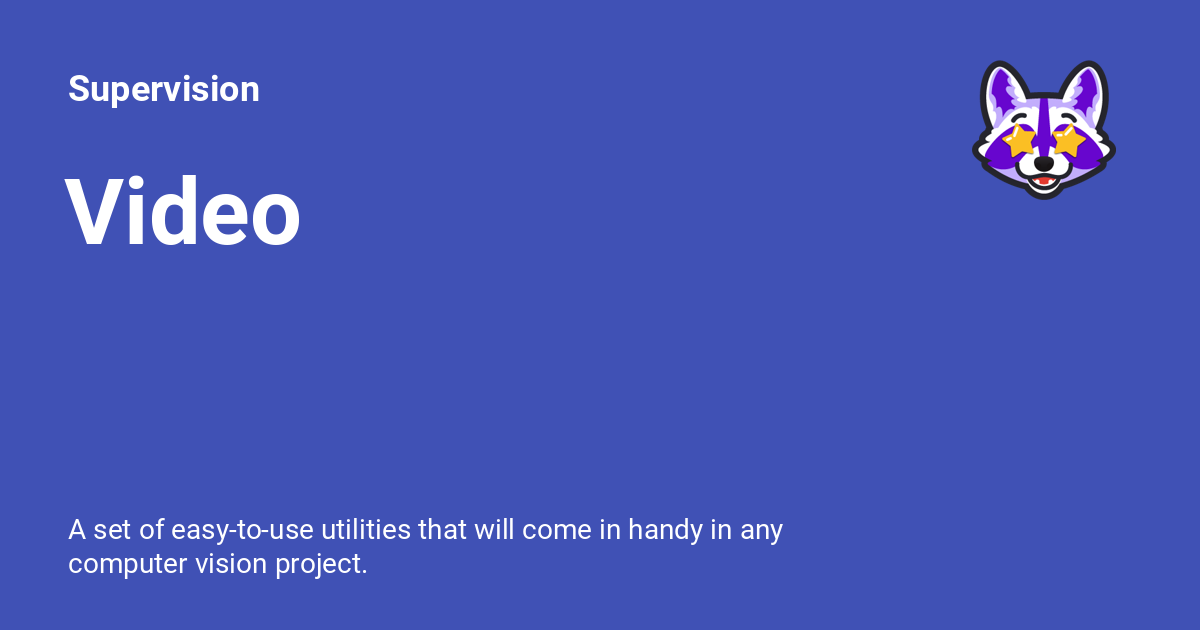 Supervision
Video
A set of easy-to-use utilities that will come in handy in any
computer vision project.